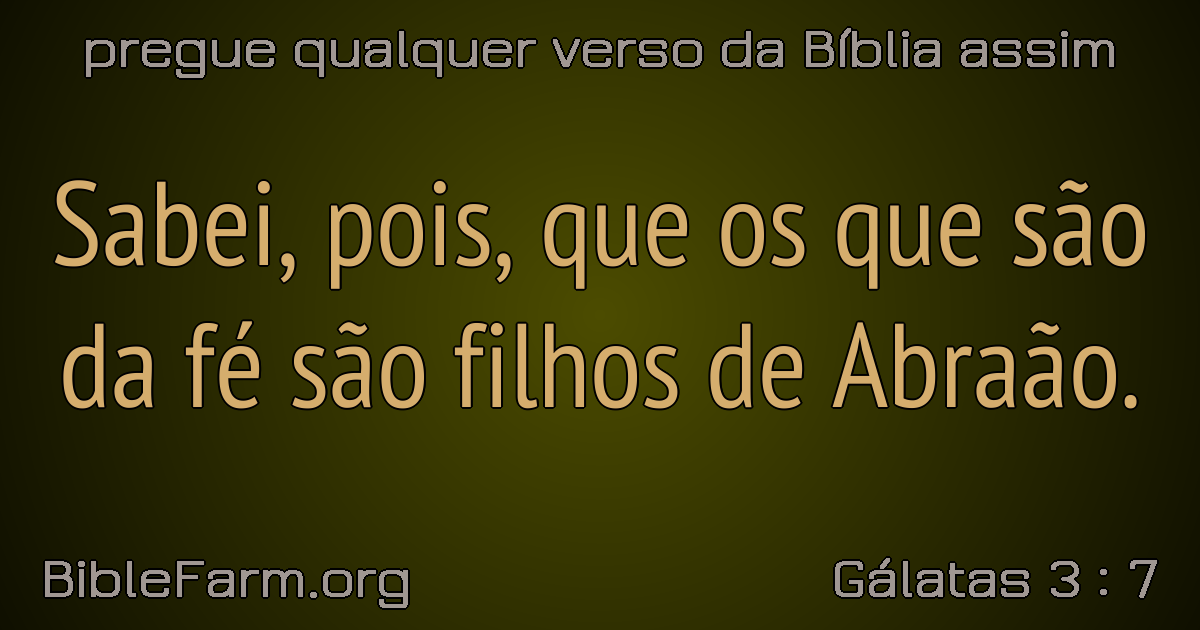 pregue qualquer verso da Bíblia assim
Sabei, pois, que os que são
da fé são filhos de Abraão.
BibleFarm.org
Gálatas 3 : 7